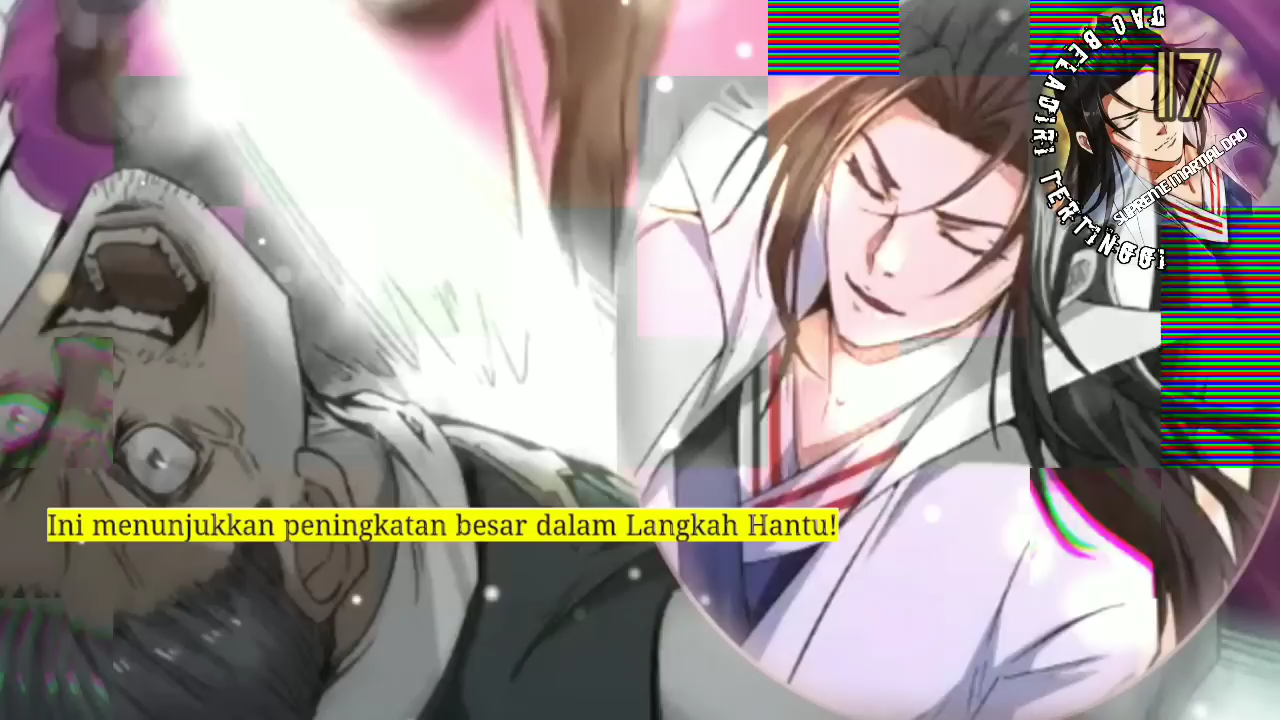 DAO BELADIRI TERTINGGI
17
SUPREME MARTIAL DAO
Ini menunjukkan peningkatan besar dalam Langkah Hantu!